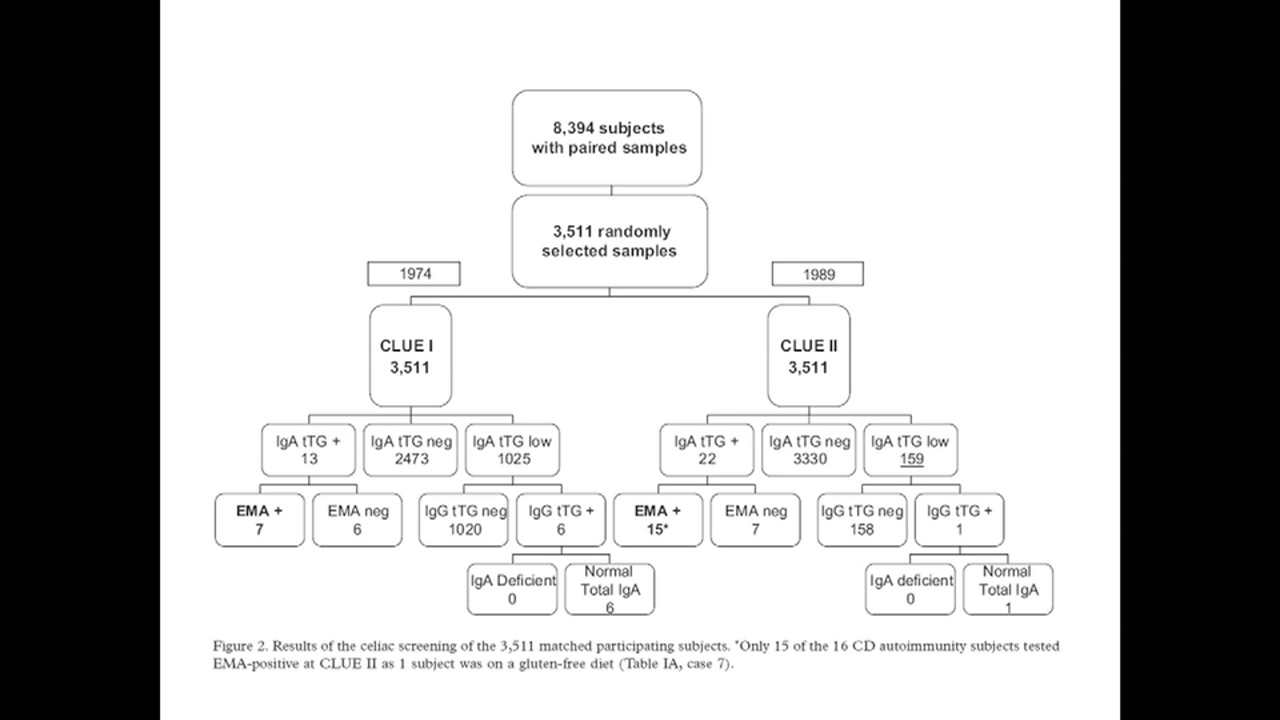 8,394 subjects
with paired samples
3,511 randomly
selected samples
1974
1989
CLUE I
3,511
CLUE II
3,511
IgA tTG +
13
IgA tTG neg
2473
IgA tTG low
1025
IgA tTG +
22
IgA tTG neg
3330
IgA tTG low
159
EMA +
7
EMA neg
6
IgG tTG neg
1020
IgG tTG +
6
EMA +
15*
EMA neg
7
IgG tTG neg
158
IgG tTG +
1
IgA Deficient
0
Normal
Total IgA
6
IgA deficient
0
Normal
Total IgA
1
Figure 2. Results of the celiac screening of the 3,511 matched participating subjects. *Only 15 of the 16 CD autoimmunity subjects tested
EMA-positive at CLUE II as 1 subject was on a gluten-free diet (Table IA, case 7).